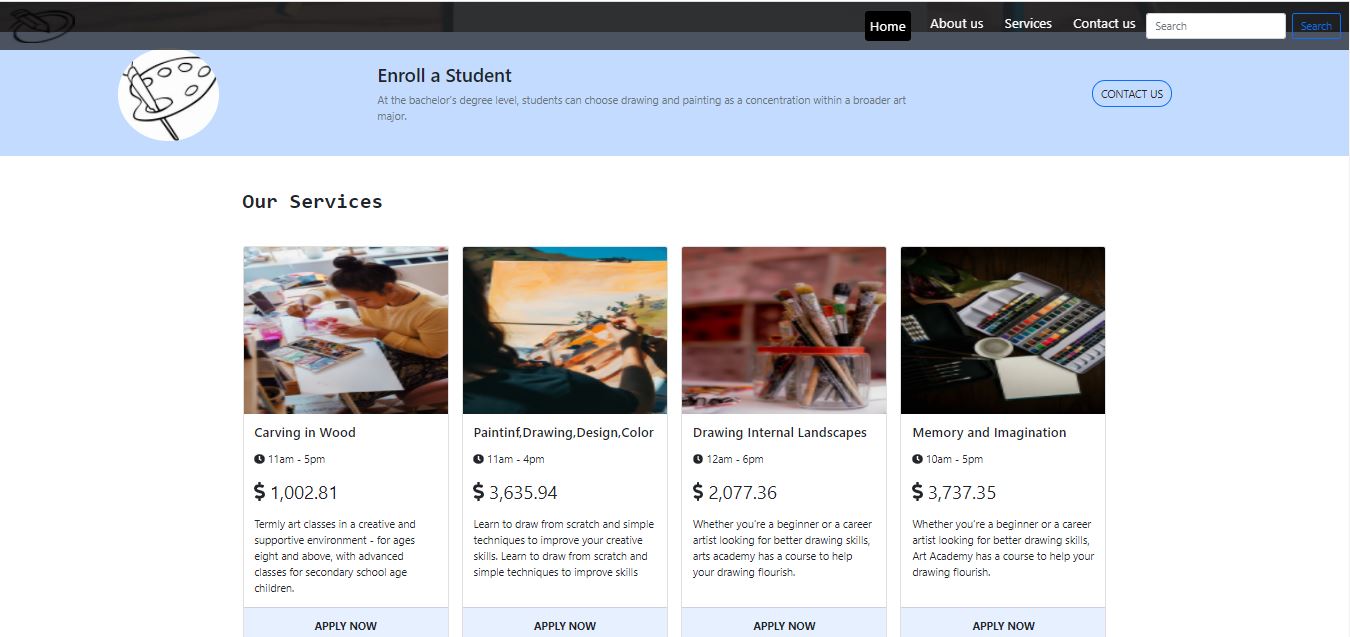 Home About us Services Contact us Search Search
Enroll a Student
At the bachelor's degree level, students can choose drawing and painting as a concentration within a broader art
major.
CONTACT US
Our Services
Carving in Wood
11am - 5pm
$ 1,002.81
Termly art classes in a creative and
supportive environment - for ages
eight and above, with advanced
classes for secondary school age
children.
APPLY NOW
Paintinf,Drawing,Design,Color
11am - 4pm
$ 3,635.94
Learn to draw from scratch and simple
techniques to improve your creative
skills. Learn to draw from scratch and
simple techniques to improve skills
APPLY NOW
Drawing Internal Landscapes
12am - 6pm
$ 2,077.36
Whether you're a beginner or a career
artist looking for better drawing skills,
arts academy has a course to help
your drawing flourish.
APPLY NOW
Memory and Imagination
10am - 5pm
$ 3,737.35
Whether you're a beginner or a career
artist looking for better drawing skills,
Art Academy has a course to help your
drawing flourish.
APPLY NOW